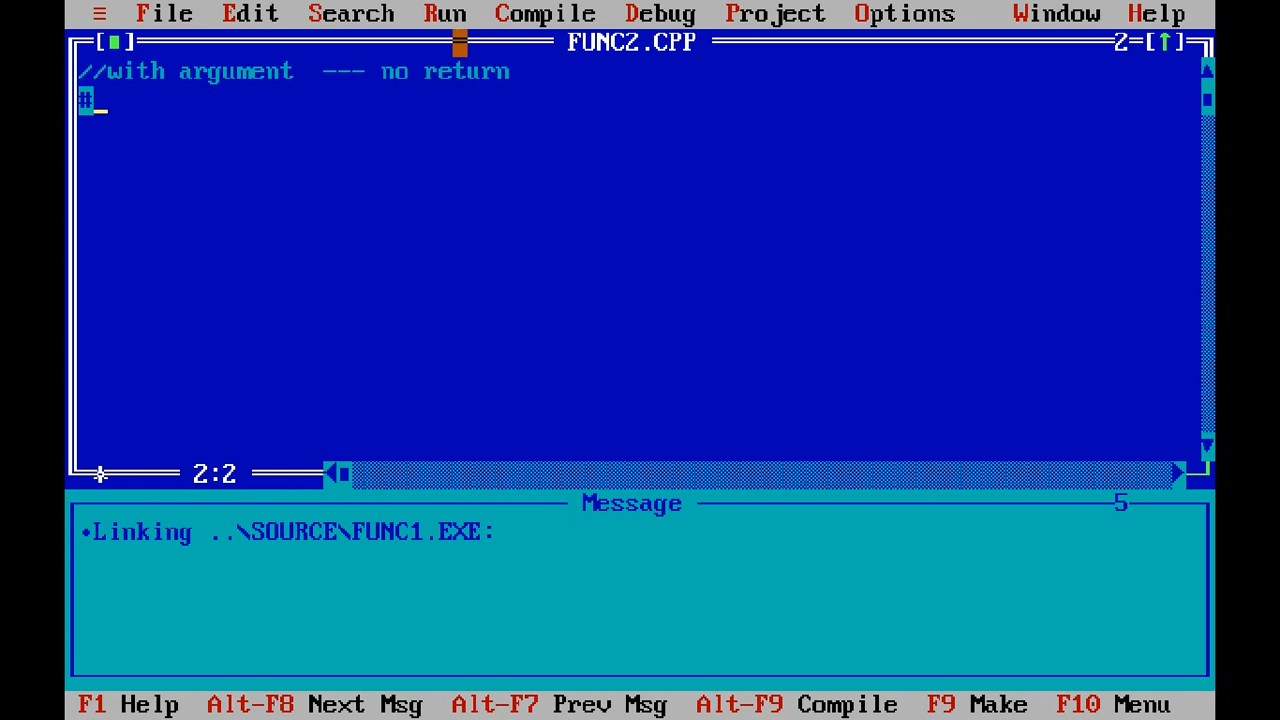 ≡ File Edit Search Run Compile Debug Project Options Window Help
[■] FUNC2.CPP 2=[↑]
//with argument --- no return
#_
2:2
Message 5
•Linking ..\SOURCE\FUNC1.EXE:
F1 Help Alt-F8 Next Msg Alt-F7 Prev Msg Alt-F9 Compile F9 Make F10 Menu